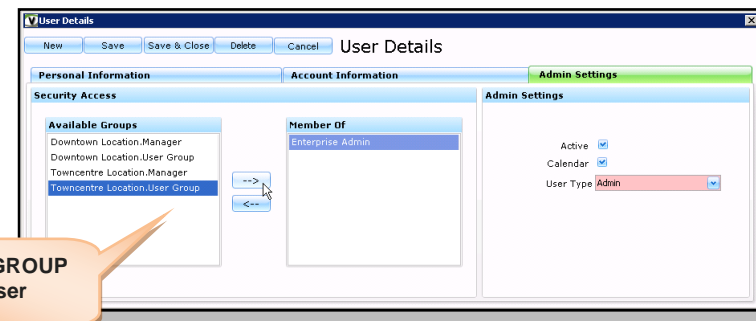 User Details
New Save Save & Close Delete Cancel User Details
Personal Information Account Information Admin Settings
Security Access Admin Settings
Available Groups Member Of
Downtown Location.Manager Enterprise Admin
Downtown Location.User Group
Towncentre Location.Manager
Towncentre Location.User Group
-->
<--
Active
Calendar
User Type Admin
GROUP